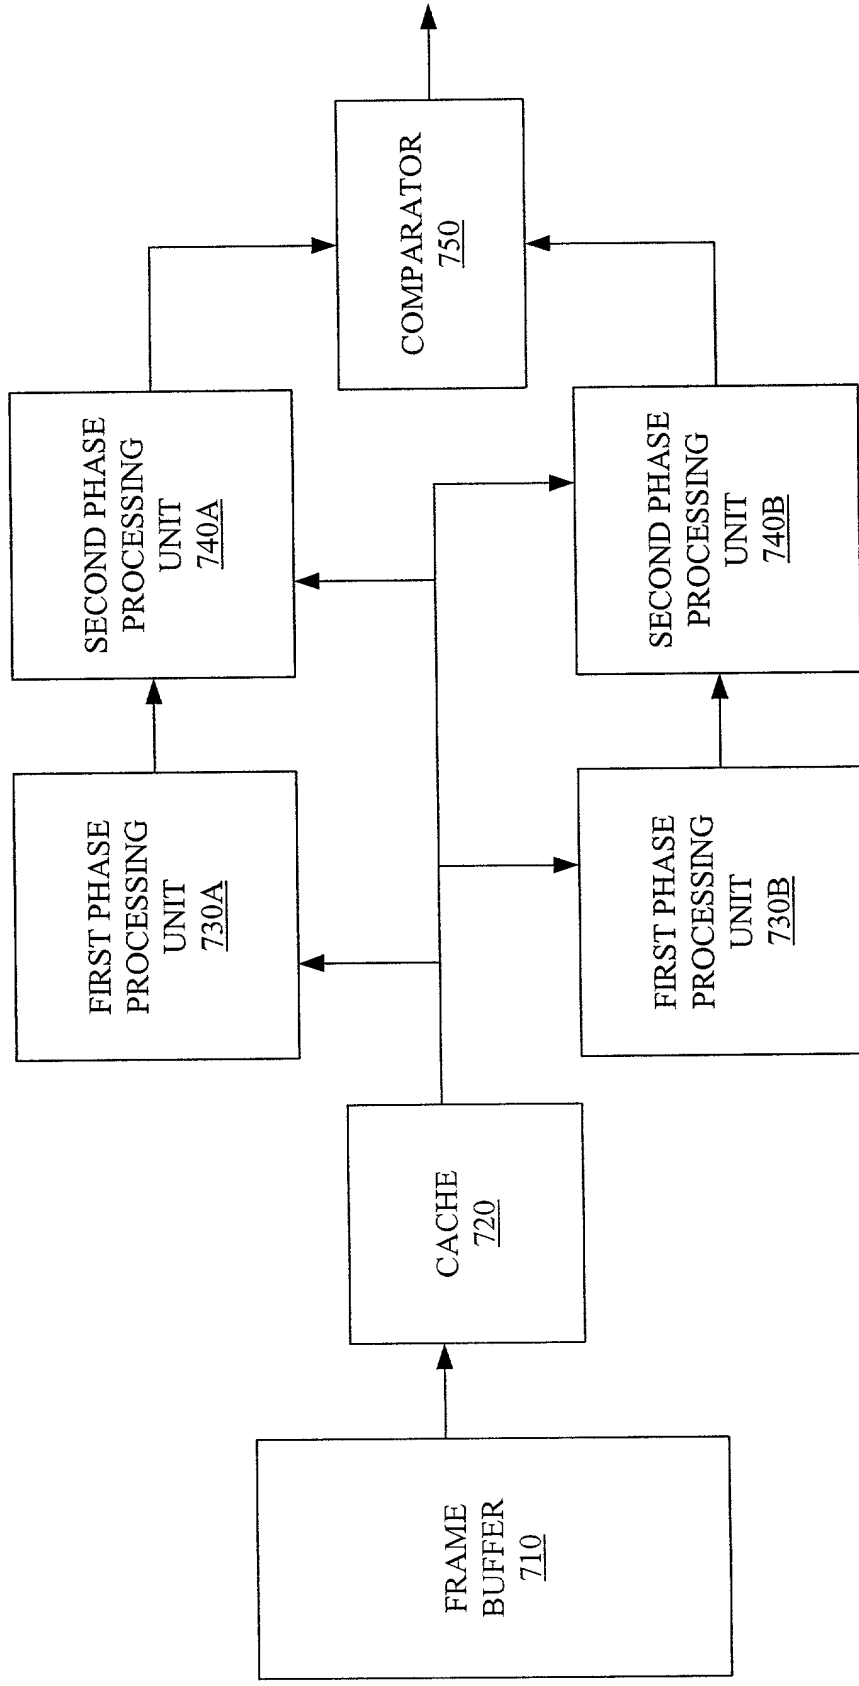 FRAME
BUFFER
710
CACHE
720
FIRST PHASE
PROCESSING
UNIT
730A
SECOND PHASE
PROCESSING
UNIT
740A
FIRST PHASE
PROCESSING
UNIT
730B
SECOND PHASE
PROCESSING
UNIT
740B
COMPARATOR
750